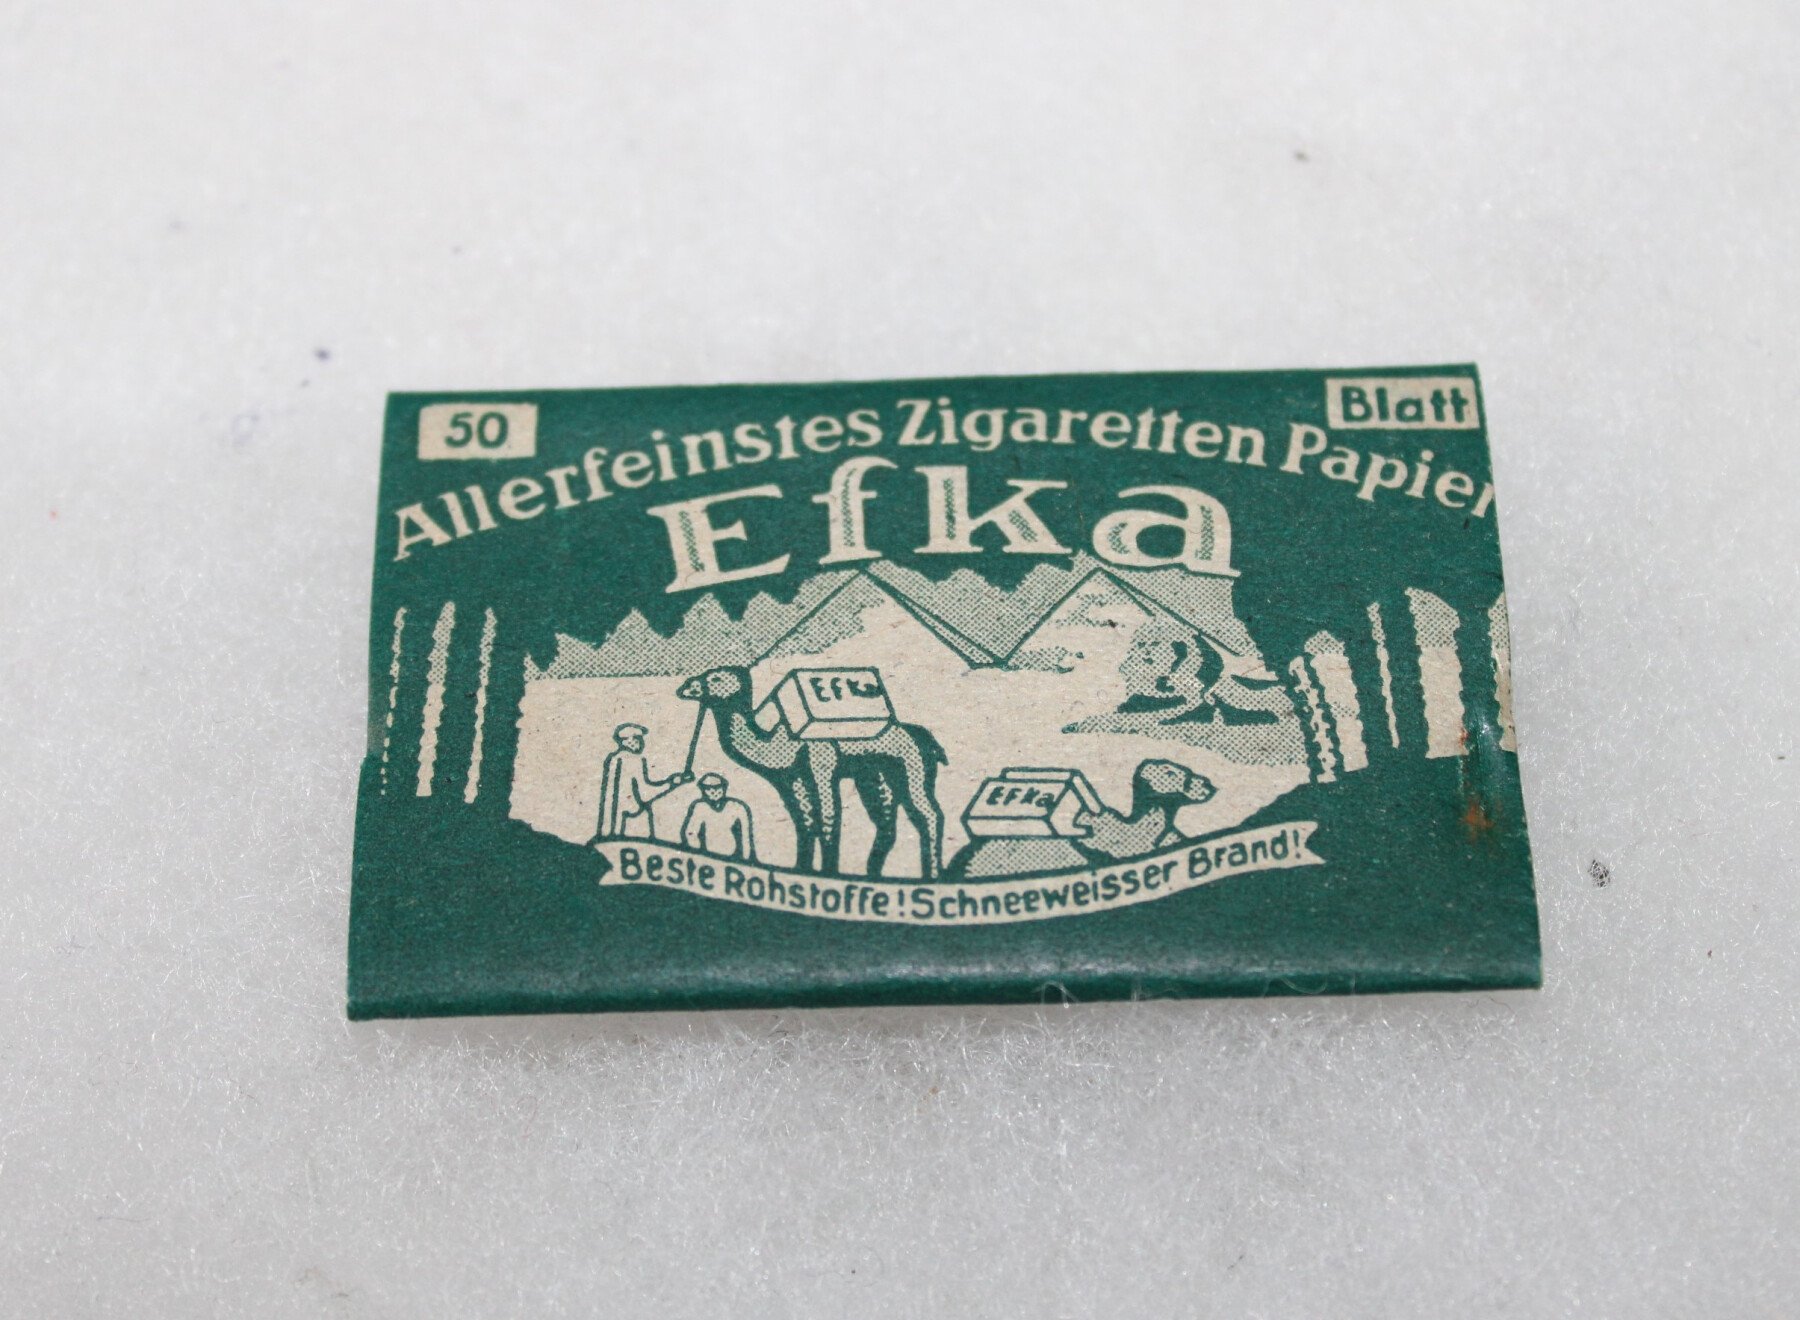 50
Blatt
Allerfeinstes Zigaretten Papier
Efka
Efka
Efka
Beste Rohstoffe! Schneeweisser Brand!